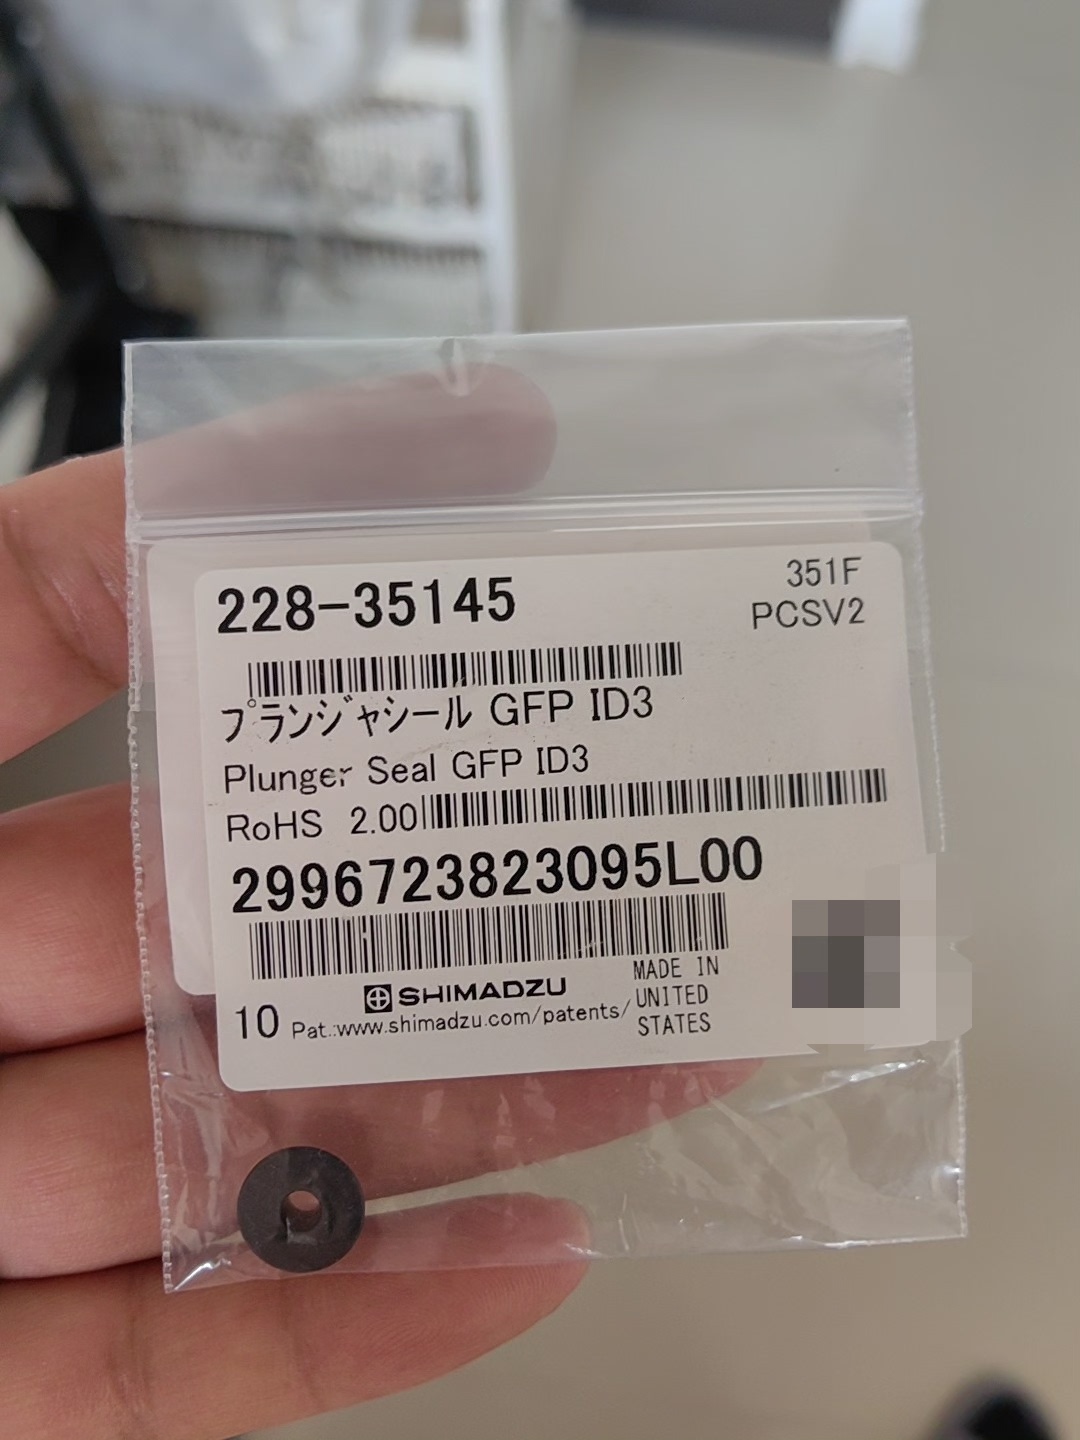 228-35145
351F
PCSV2
プランジャシール GFP ID3
Plunger Seal GFP ID3
RoHS 2.00
2996723823095L00
SHIMADZU
MADE IN
UNITED
STATES
10 Pat.:www.shimadzu.com/patents/